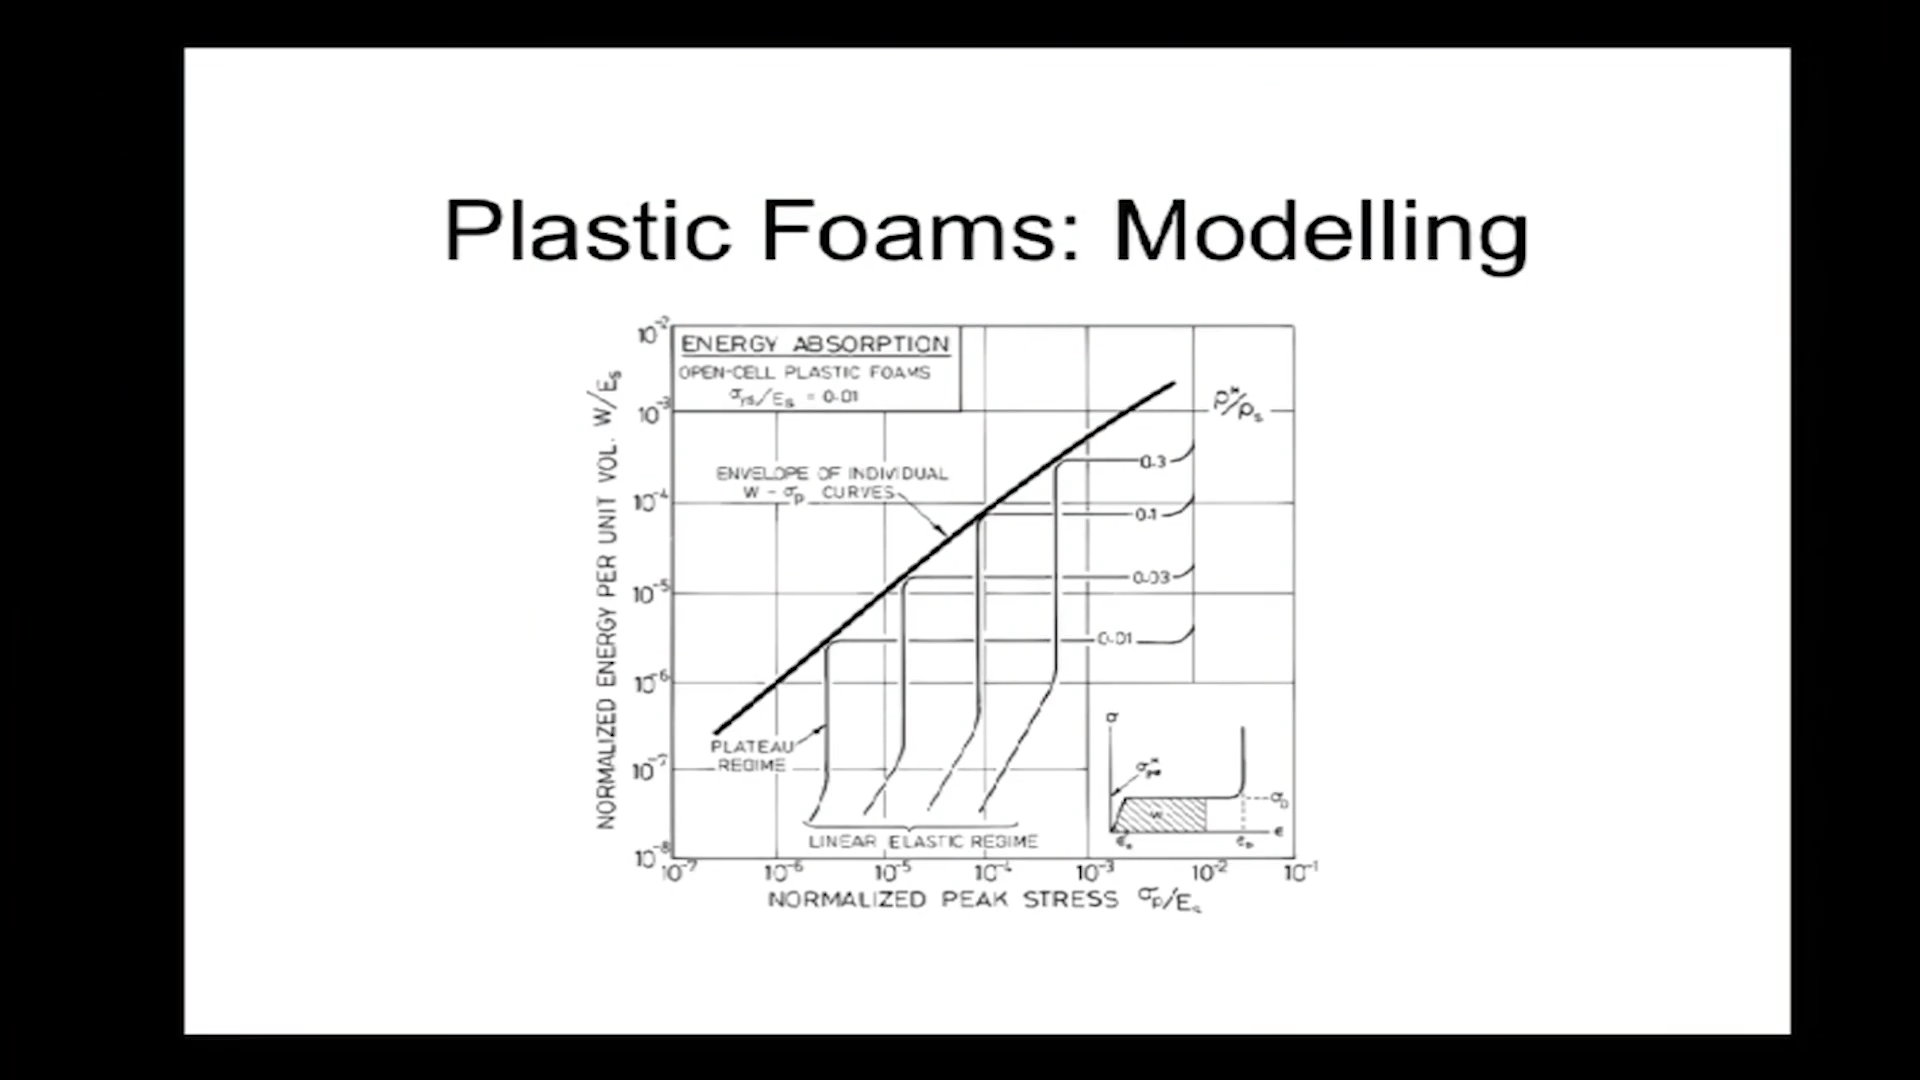 Plastic Foams: Modelling
ENERGY ABSORPTION
OPEN-CELL PLASTIC FOAMS
σys/Es = 0.01
ρ*/ρs
ENVELOPE OF INDIVIDUAL
W - σp CURVES
0.3
0.1
0.03
0.01
PLATEAU
REGIME
LINEAR ELASTIC REGIME
NORMALIZED ENERGY PER UNIT VOL. W/Es
10⁻²
10⁻³
10⁻⁴
10⁻⁵
10⁻⁶
10⁻⁷
10⁻⁸
10⁻⁷ 10⁻⁶ 10⁻⁵ 10⁻⁴ 10⁻³ 10⁻² 10⁻¹
NORMALIZED PEAK STRESS σp/Es
σ
σ*pl
W
σD
ε
εD